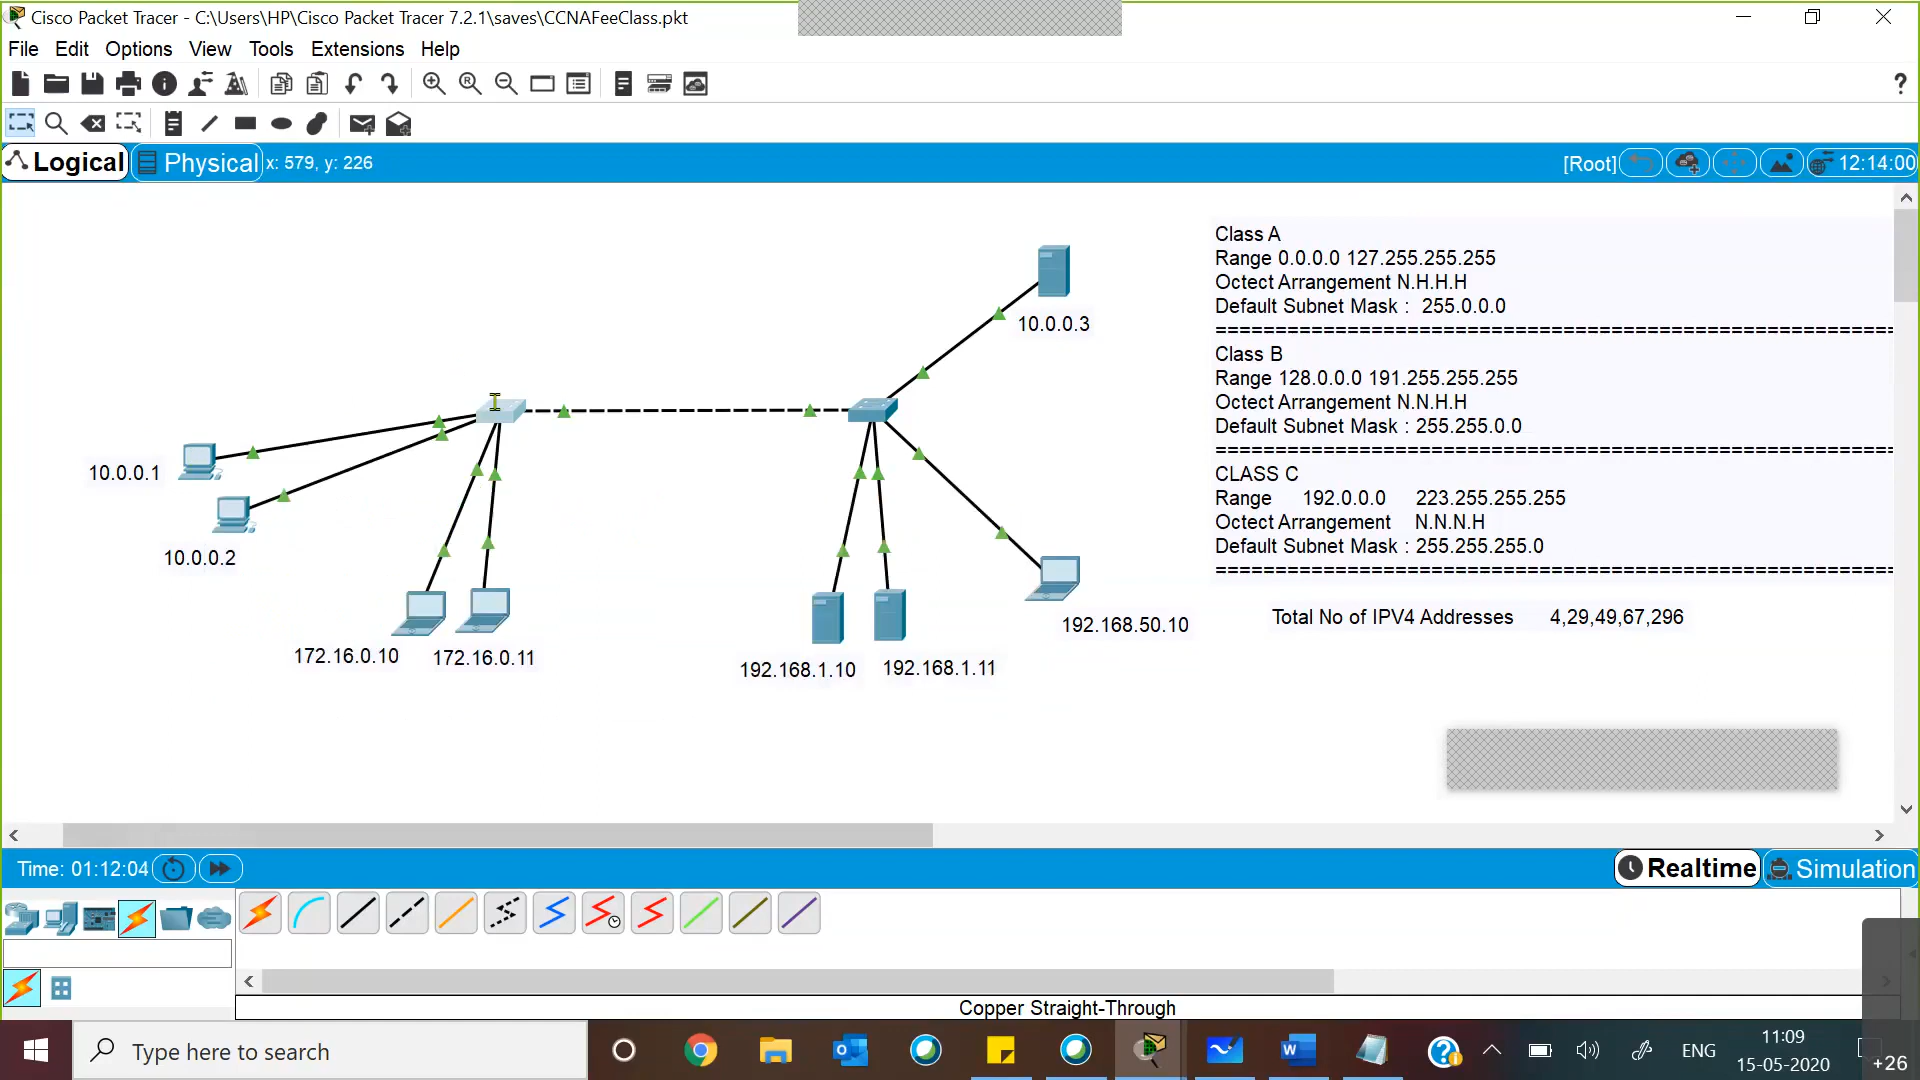 Cisco Packet Tracer - C:\Users\HP\Cisco Packet Tracer 7.2.1\saves\CCNAFeeClass.pkt
File Edit Options View Tools Extensions Help
?
Logical Physical x: 579, y: 226 [Root] 12:14:00
10.0.0.3
10.0.0.1
10.0.0.2
172.16.0.10 172.16.0.11
192.168.1.10 192.168.1.11
192.168.50.10
Class A
Range 0.0.0.0 127.255.255.255
Octect Arrangement N.H.H.H
Default Subnet Mask : 255.0.0.0
=========================================================
Class B
Range 128.0.0.0 191.255.255.255
Octect Arrangement N.N.H.H
Default Subnet Mask : 255.255.0.0
=========================================================
CLASS C
Range 192.0.0.0 223.255.255.255
Octect Arrangement N.N.N.H
Default Subnet Mask : 255.255.255.0
=========================================================
Total No of IPV4 Addresses 4,29,49,67,296
Time: 01:12:04 Realtime Simulation
Copper Straight-Through
Type here to search
ENG
11:09
15-05-2020
+26